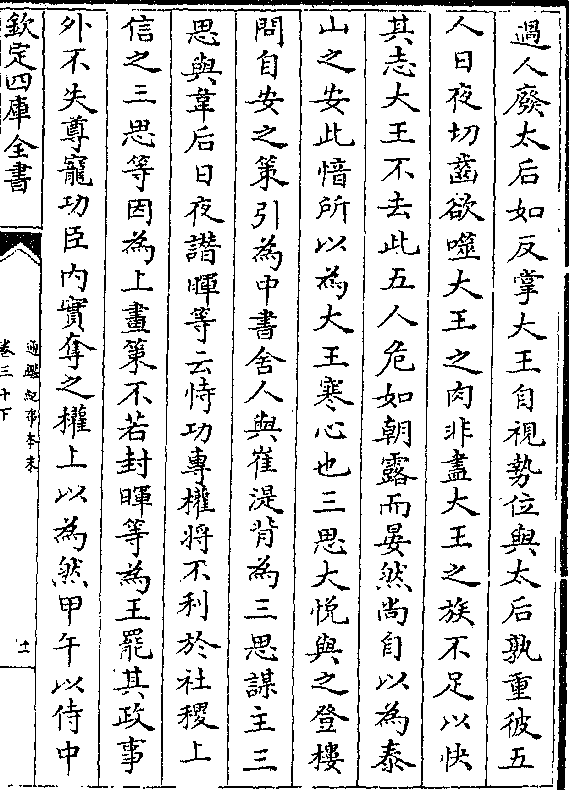 過人廢太后如反掌大王自視勢位與太后孰重彼五
人日夜切齒欲噬大王之肉非盡大王之族不足以快
其志大王不去此五人危如朝露而晏然尚自以為泰
山之安此愔所以為大王寒心也三思大悅與之登樓
問自安之策引為中書舍人與崔湜皆為三思謀主三
思與韋后日夜譖暉等云恃功專權將不利於社稷上
信之三思等因為上畫策不若封暉等為王罷其政事
外不失尊寵功臣内實奪之權上以為然甲午以侍中
欽定四庫全書
通鑑紀事本末
卷三十下